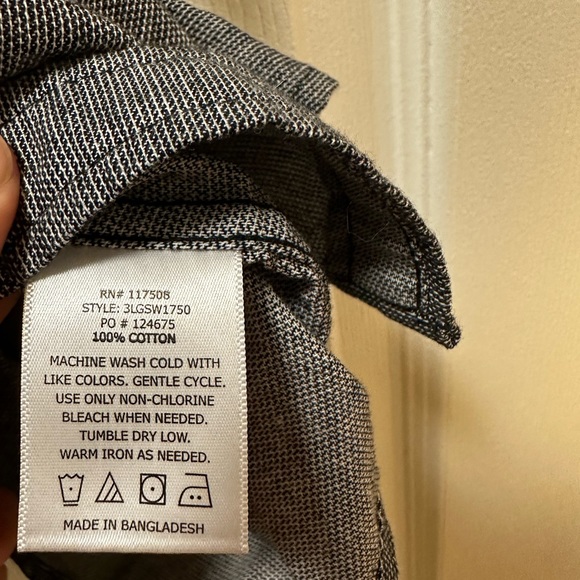 RN# 117508
STYLE: 3LGSW1750
PO # 124675
100% COTTON
MACHINE WASH COLD WITH
LIKE COLORS. GENTLE CYCLE.
USE ONLY NON-CHLORINE
BLEACH WHEN NEEDED.
TUMBLE DRY LOW.
WARM IRON AS NEEDED.
MADE IN BANGLADESH